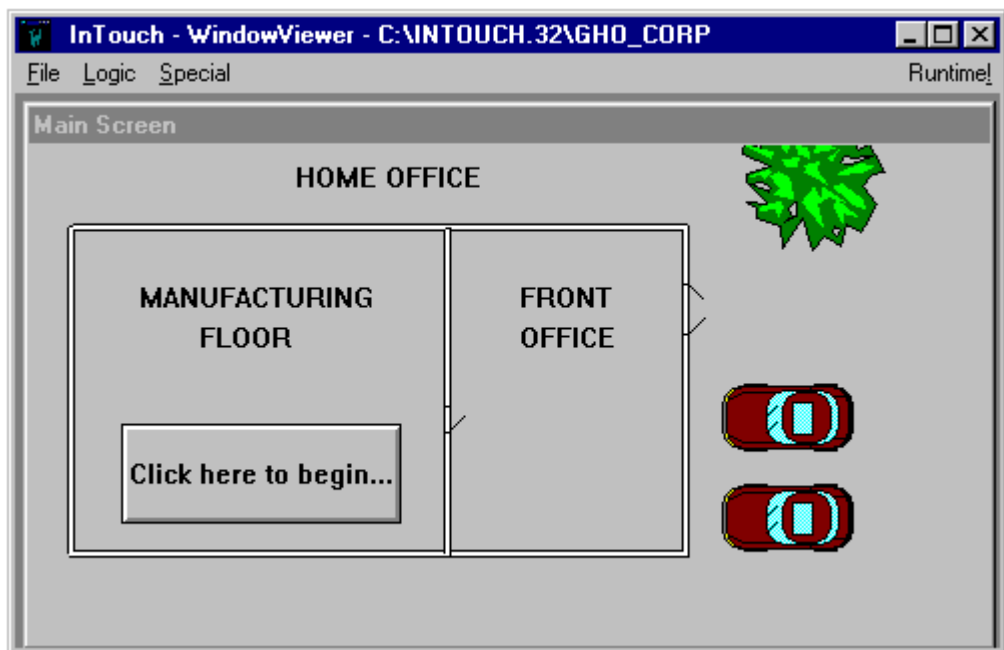 InTouch - WindowViewer - C:\INTOUCH.32\GHO_CORP
File Logic Special Runtime!
Main Screen
HOME OFFICE
MANUFACTURING
FLOOR
FRONT
OFFICE
Click here to begin...